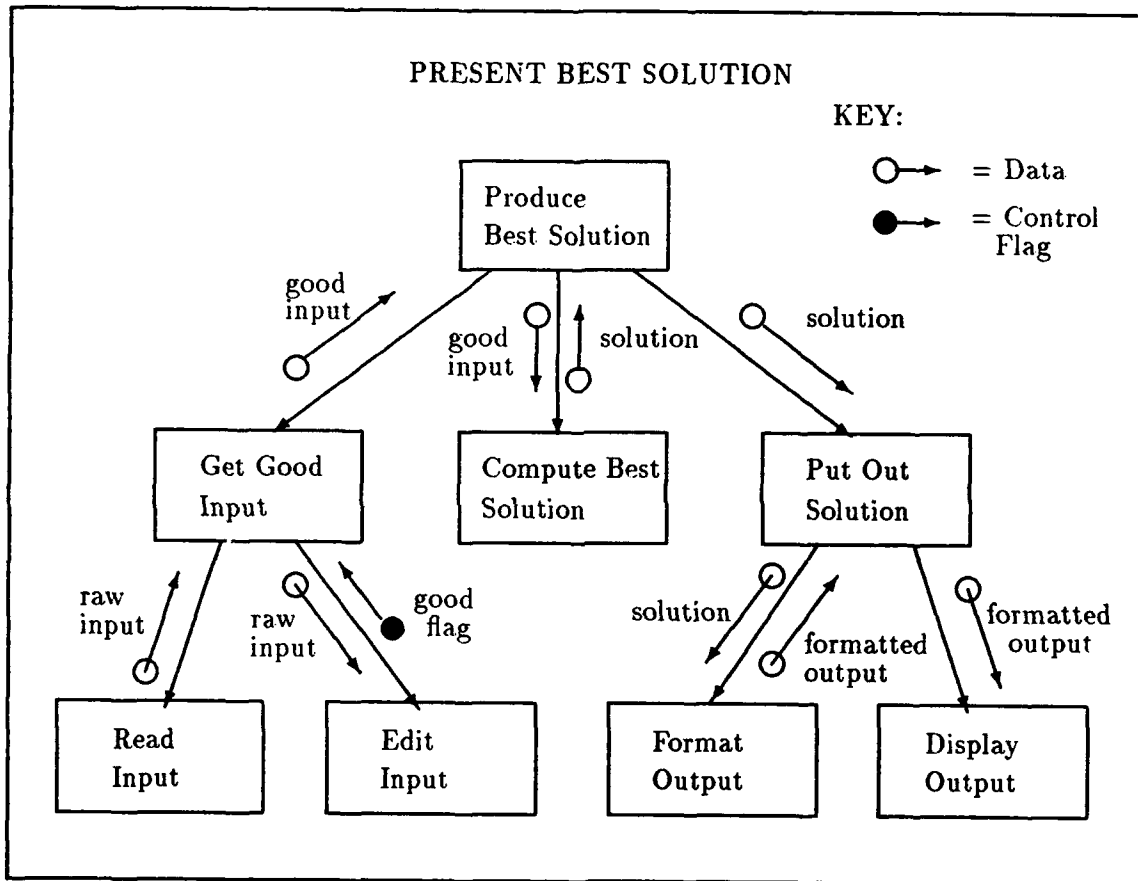 PRESENT BEST SOLUTION
KEY:
= Data
= Control
Flag
Produce
Best Solution
good
input
good
input
solution
solution
Get Good
Input
Compute Best
Solution
Put Out
Solution
raw
input
raw
input
good
flag
solution
formatted
output
formatted
output
Read
Input
Edit
Input
Format
Output
Display
Output